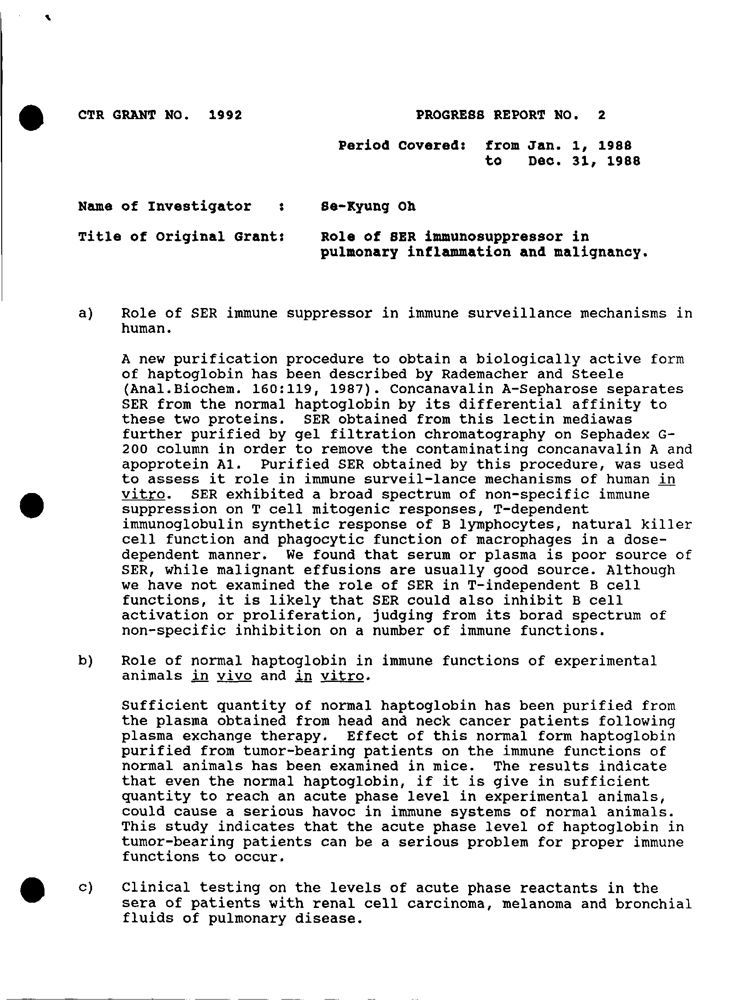 CTR GRANT NO. 1992 PROGRESS REPORT NO. 2
Period Covered: from Jan. 1, 1988
to Dec. 31, 1988
Name of Investigator : Se-Kyung Oh
Title of Original Grant: Role of SER immunosuppressor in
pulmonary inflammation and malignancy.
a) Role of SER immune suppressor in immune surveillance mechanisms in
human.
A new purification procedure to obtain a biologically active form
of haptoglobin has been described by Rademacher and Steele
(Anal.Biochem. 160:119, 1987). Concanavalin A-Sepharose separates
SER from the normal haptoglobin by its differential affinity to
these two proteins. SER obtained from this lectin mediawas
further purified by gel filtration chromatography on Sephadex G-
200 column in order to remove the contaminating concanavalin A and
apoprotein A1. Purified SER obtained by this procedure, was used
to assess it role in immune surveil-lance mechanisms of human in
vitro. SER exhibited a broad spectrum of non-specific immune
suppression on T cell mitogenic responses, T-dependent
immunoglobulin synthetic response of B lymphocytes, natural killer
cell function and phagocytic function of macrophages in a dose-
dependent manner. We found that serum or plasma is poor source of
SER, while malignant effusions are usually good source. Although
we have not examined the role of SER in T-independent B cell
functions, it is likely that SER could also inhibit B cell
activation or proliferation, judging from its borad spectrum of
non-specific inhibition on a number of immune functions.
b) Role of normal haptoglobin in immune functions of experimental
animals in vivo and in vitro.
Sufficient quantity of normal haptoglobin has been purified from
the plasma obtained from head and neck cancer patients following
plasma exchange therapy. Effect of this normal form haptoglobin
purified from tumor-bearing patients on the immune functions of
normal animals has been examined in mice. The results indicate
that even the normal haptoglobin, if it is give in sufficient
quantity to reach an acute phase level in experimental animals,
could cause a serious havoc in immune systems of normal animals.
This study indicates that the acute phase level of haptoglobin in
tumor-bearing patients can be a serious problem for proper immune
functions to occur.
c) Clinical testing on the levels of acute phase reactants in the
sera of patients with renal cell carcinoma, melanoma and bronchial
fluids of pulmonary disease.